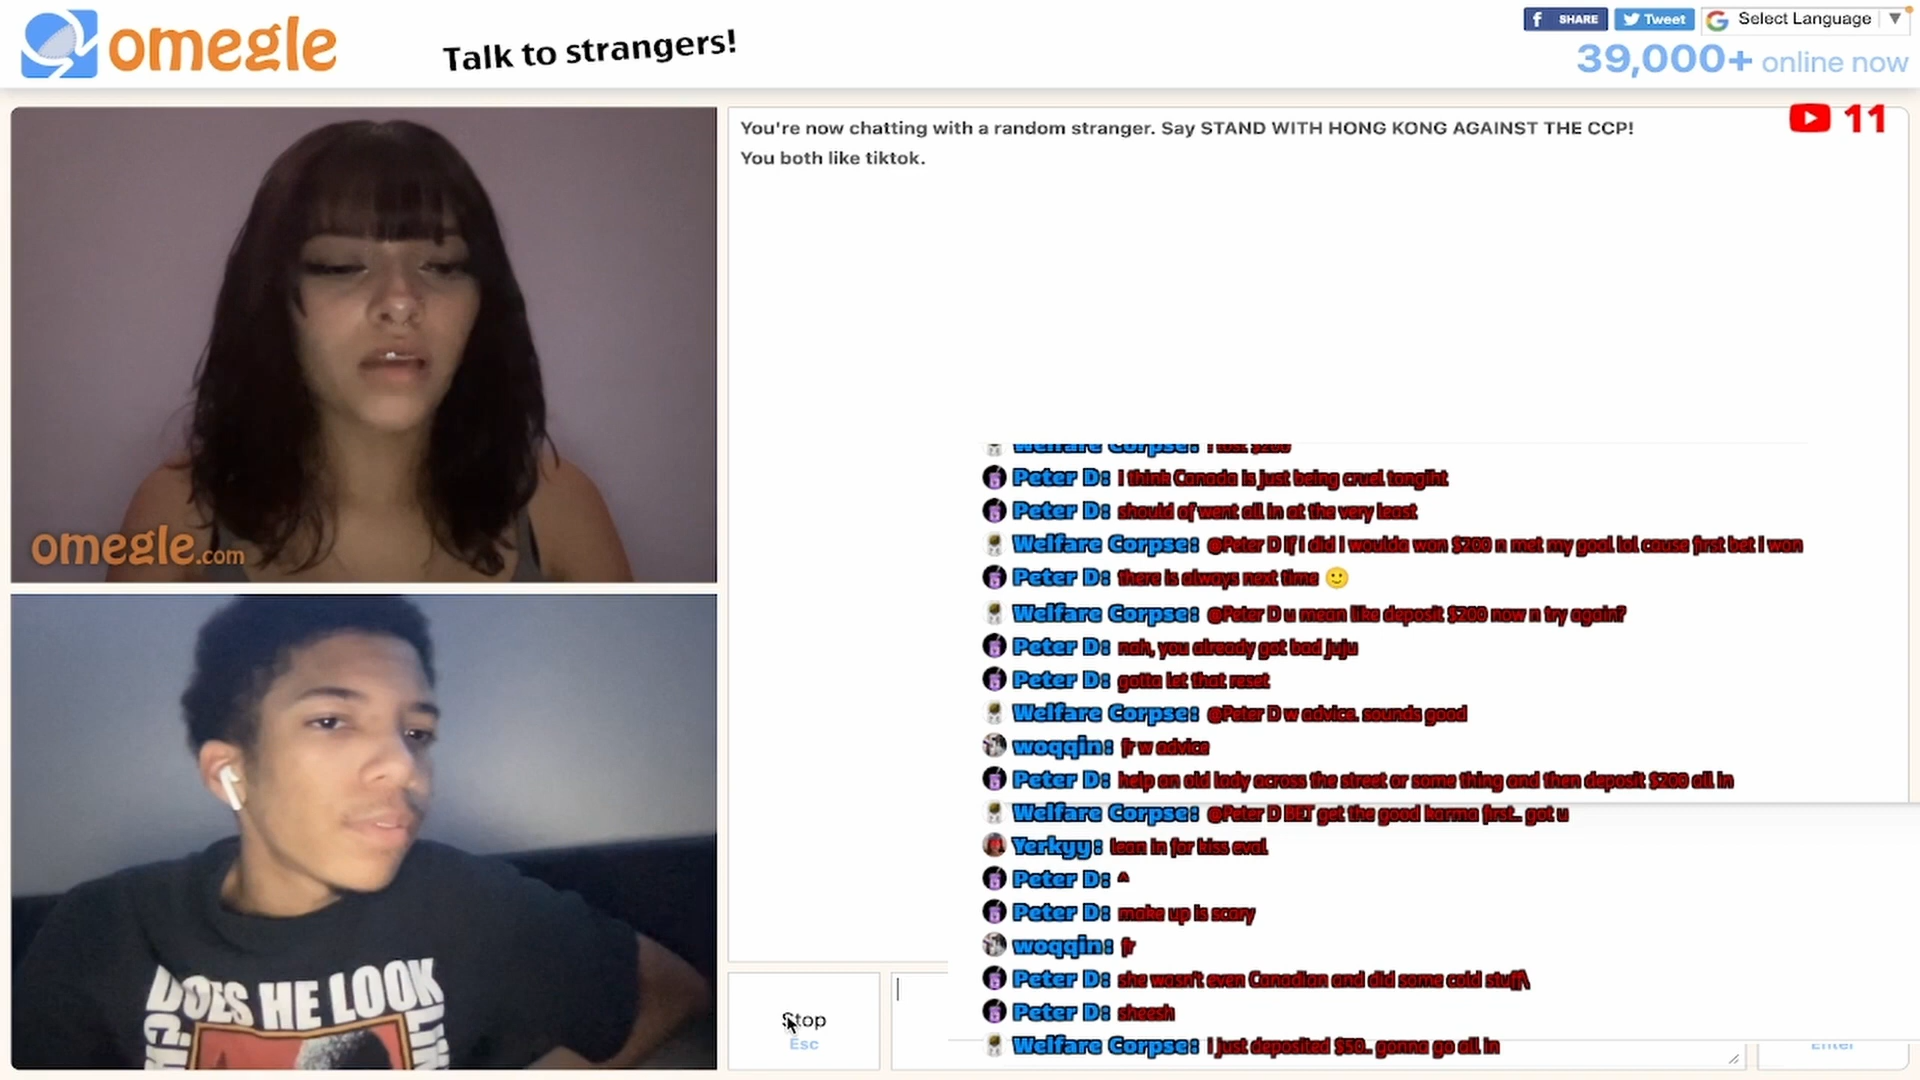 omegle
Talk to strangers!
SHARE
Tweet
Select Language
39,000+ online now
You're now chatting with a random stranger. Say STAND WITH HONG KONG AGAINST THE CCP!
You both like tiktok.
11
omegle.com
Welfare Corpse: i lost $200
Peter D: I think Canada is just being cruel tongiht
Peter D: should of went all in at the very least
Welfare Corpse: @Peter D if i did i woulda won $200 n met my goal lol cause first bet i won
Peter D: there is always next time 🙂
Welfare Corpse: @Peter D u mean like deposit $200 now n try again?
Peter D: nah, you already got bad juju
Peter D: gotta let that reset
Welfare Corpse: @Peter D w advice. sounds good
woqqin: fr w advice
Peter D: help an old lady across the street or some thing and then deposit $200 all in
Welfare Corpse: @Peter D BET get the good karma first.. got u
Yerkyy: lean in for kiss eval
Peter D: ^
Peter D: make up is scary
woqqin: fr
Peter D: she wasn't even Canadian and did some cold stuff\
Peter D: sheesh
Welfare Corpse: i just deposited $50.. gonna go all in
DOES HE LOOK
Stop
Esc
Enter